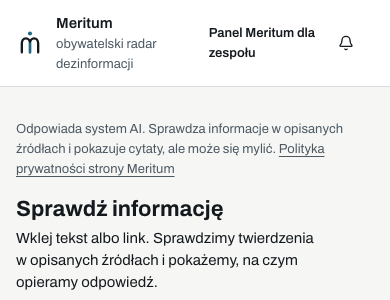 Meritum
obywatelski radar
dezinformacji
Panel Meritum dla
zespołu
Odpowiada system AI. Sprawdza informacje w opisanych
źródłach i pokazuje cytaty, ale może się mylić. Polityka
prywatności strony Meritum
Sprawdź informację
Wklej tekst albo link. Sprawdzimy twierdzenia
w opisanych źródłach i pokażemy, na czym
opieramy odpowiedź.